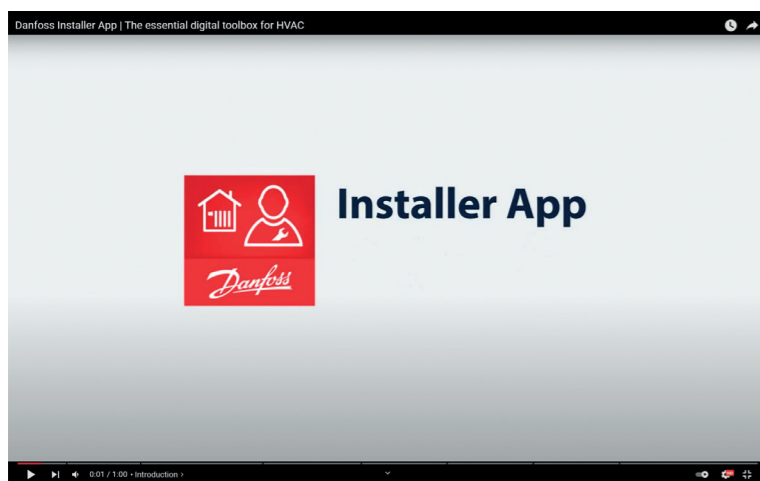 Danfoss Installer App | The essential digital toolbox for HVAC
Installer App
Danfoss
0:01 / 1:00 • Introduction ›